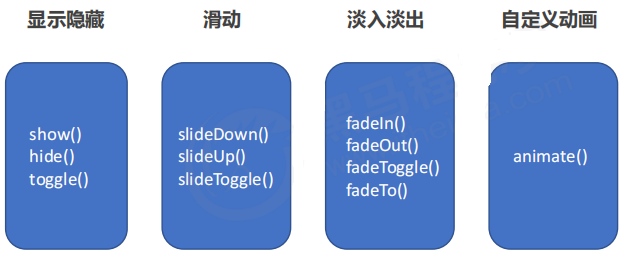 显示隐藏
滑动
淡入淡出
自定义动画
show()
hide()
toggle()
slideDown()
slideUp()
slideToggle()
fadeIn()
fadeOut()
fadeToggle()
fadeTo()
animate()